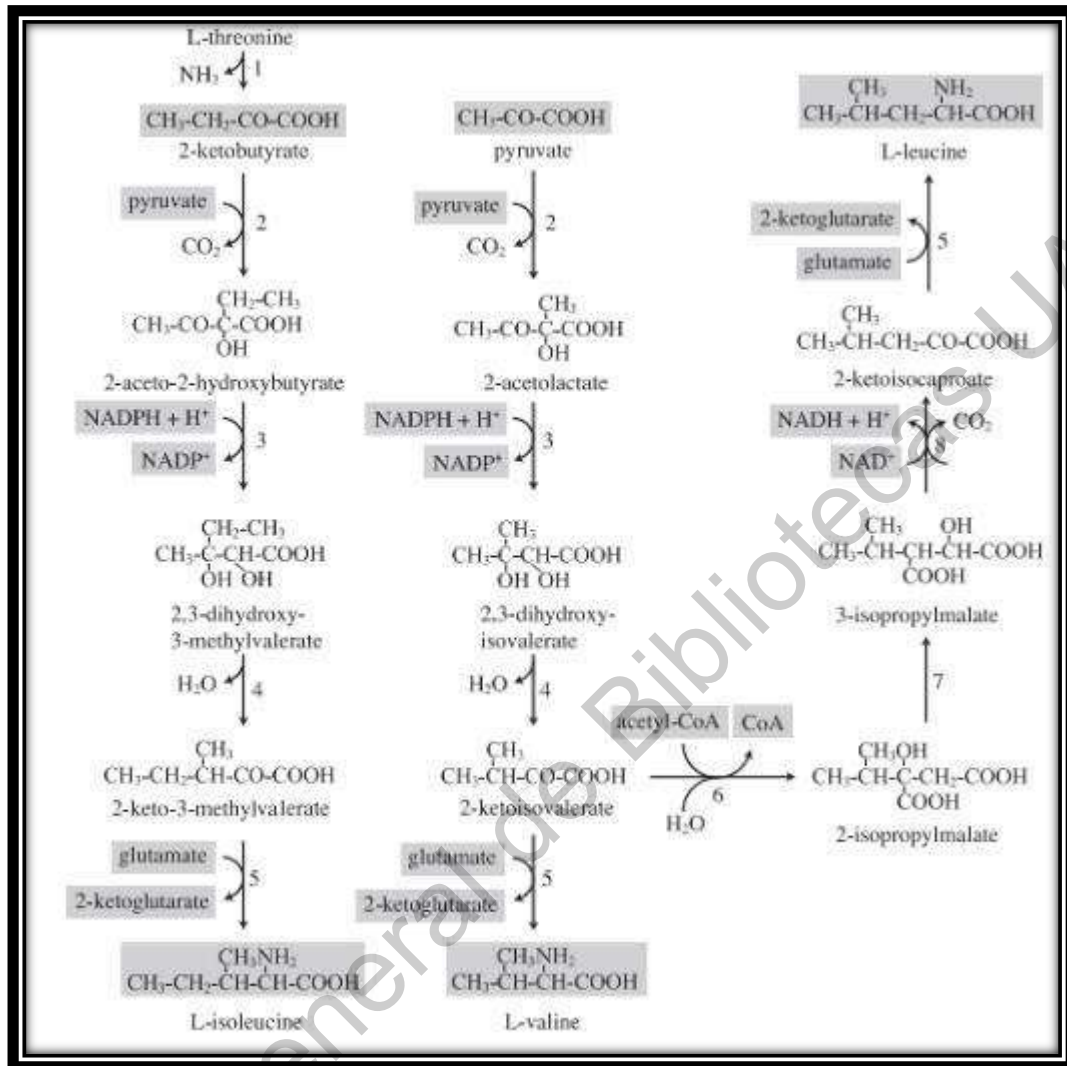 L-threonine
NH₃ 1
CH₃-CH₂-CO-COOH
2-ketobutyrate
pyruvate
2
CO₂
CH₂-CH₃
CH₃-CO-C-COOH
OH
2-aceto-2-hydroxybutyrate
NADPH + H⁺
3
NADP⁺
CH₂-CH₃
CH₃-C-CH-COOH
OH OH
2,3-dihydroxy-
3-methylvalerate
H₂O 4
CH₃
CH₃-CH₂-CH-CO-COOH
2-keto-3-methylvalerate
glutamate
5
2-ketoglutarate
CH₃NH₂
CH₃-CH₂-CH-CH-COOH
L-isoleucine
CH₃-CO-COOH
pyruvate
pyruvate
2
CO₂
CH₃
CH₃-CO-C-COOH
OH
2-acetolactate
NADPH + H⁺
3
NADP⁺
CH₃
CH₃-C-CH-COOH
OH OH
2,3-dihydroxy-
isovalerate
H₂O 4
CH₃
CH₃-CH-CO-COOH
2-ketoisovalerate
glutamate
5
2-ketoglutarate
CH₃NH₂
CH₃-CH-CH-COOH
L-valine
acetyl-CoA CoA
6
H₂O
CH₃OH
CH₃-CH-C-CH₂-COOH
COOH
2-isopropylmalate
7
CH₃ OH
CH₃-CH-CH-CH-COOH
COOH
3-isopropylmalate
NADH + H⁺ CO₂
NAD⁺ 8
CH₃
CH₃-CH-CH₂-CO-COOH
2-ketoisocaproate
2-ketoglutarate
5
glutamate
CH₃ NH₂
CH₃-CH-CH₂-CH-COOH
L-leucine
eneral de Bibliotecas UA